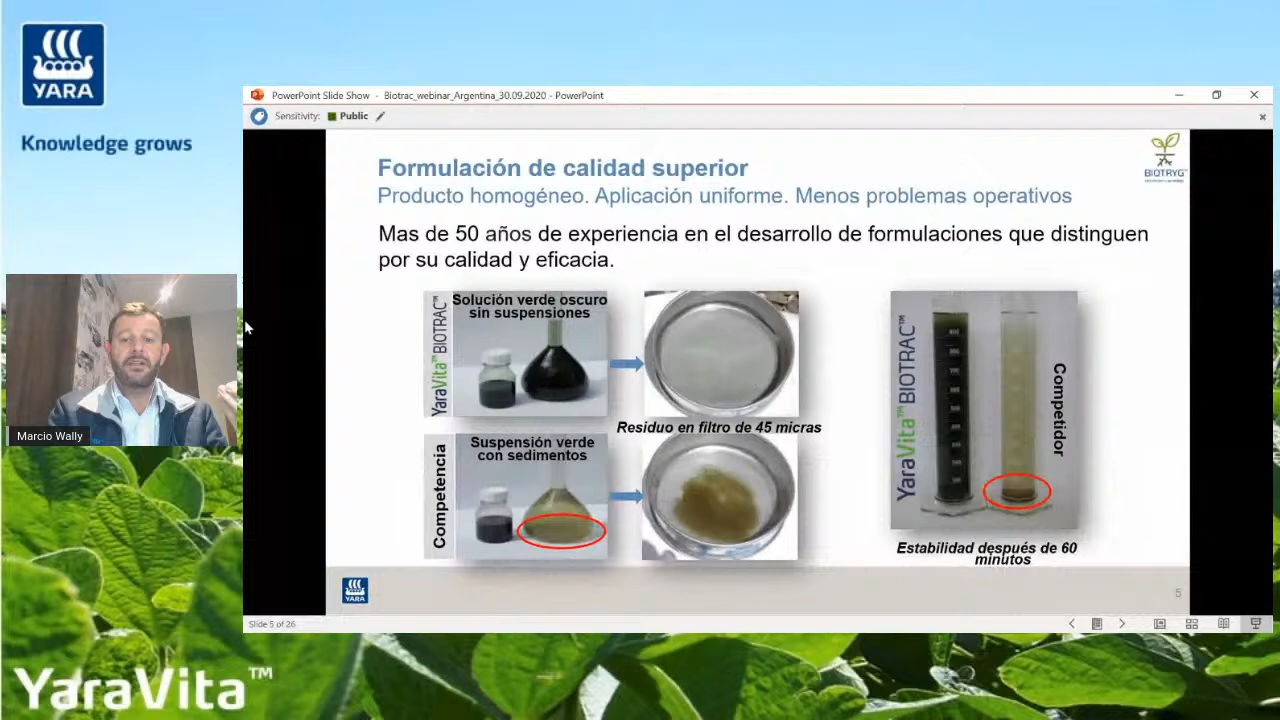 YARA
Knowledge grows
PowerPoint Slide Show - Biotrac_webinar_Argentina_30.09.2020 - PowerPoint
Sensitivity: Public
Formulación de calidad superior
Producto homogéneo. Aplicación uniforme. Menos problemas operativos
BIOTRYG
Mas de 50 años de experiencia en el desarrollo de formulaciones que distinguen
por su calidad y eficacia.
YaraVita™ BIOTRAC™
Solución verde oscuro
sin suspensiones
Residuo en filtro de 45 micras
Competencia
Suspensión verde
con sedimentos
YaraVita™ BIOTRAC™
Competidor
Estabilidad después de 60
minutos
5
Slide 5 of 26
Marcio Wally
YaraVita™